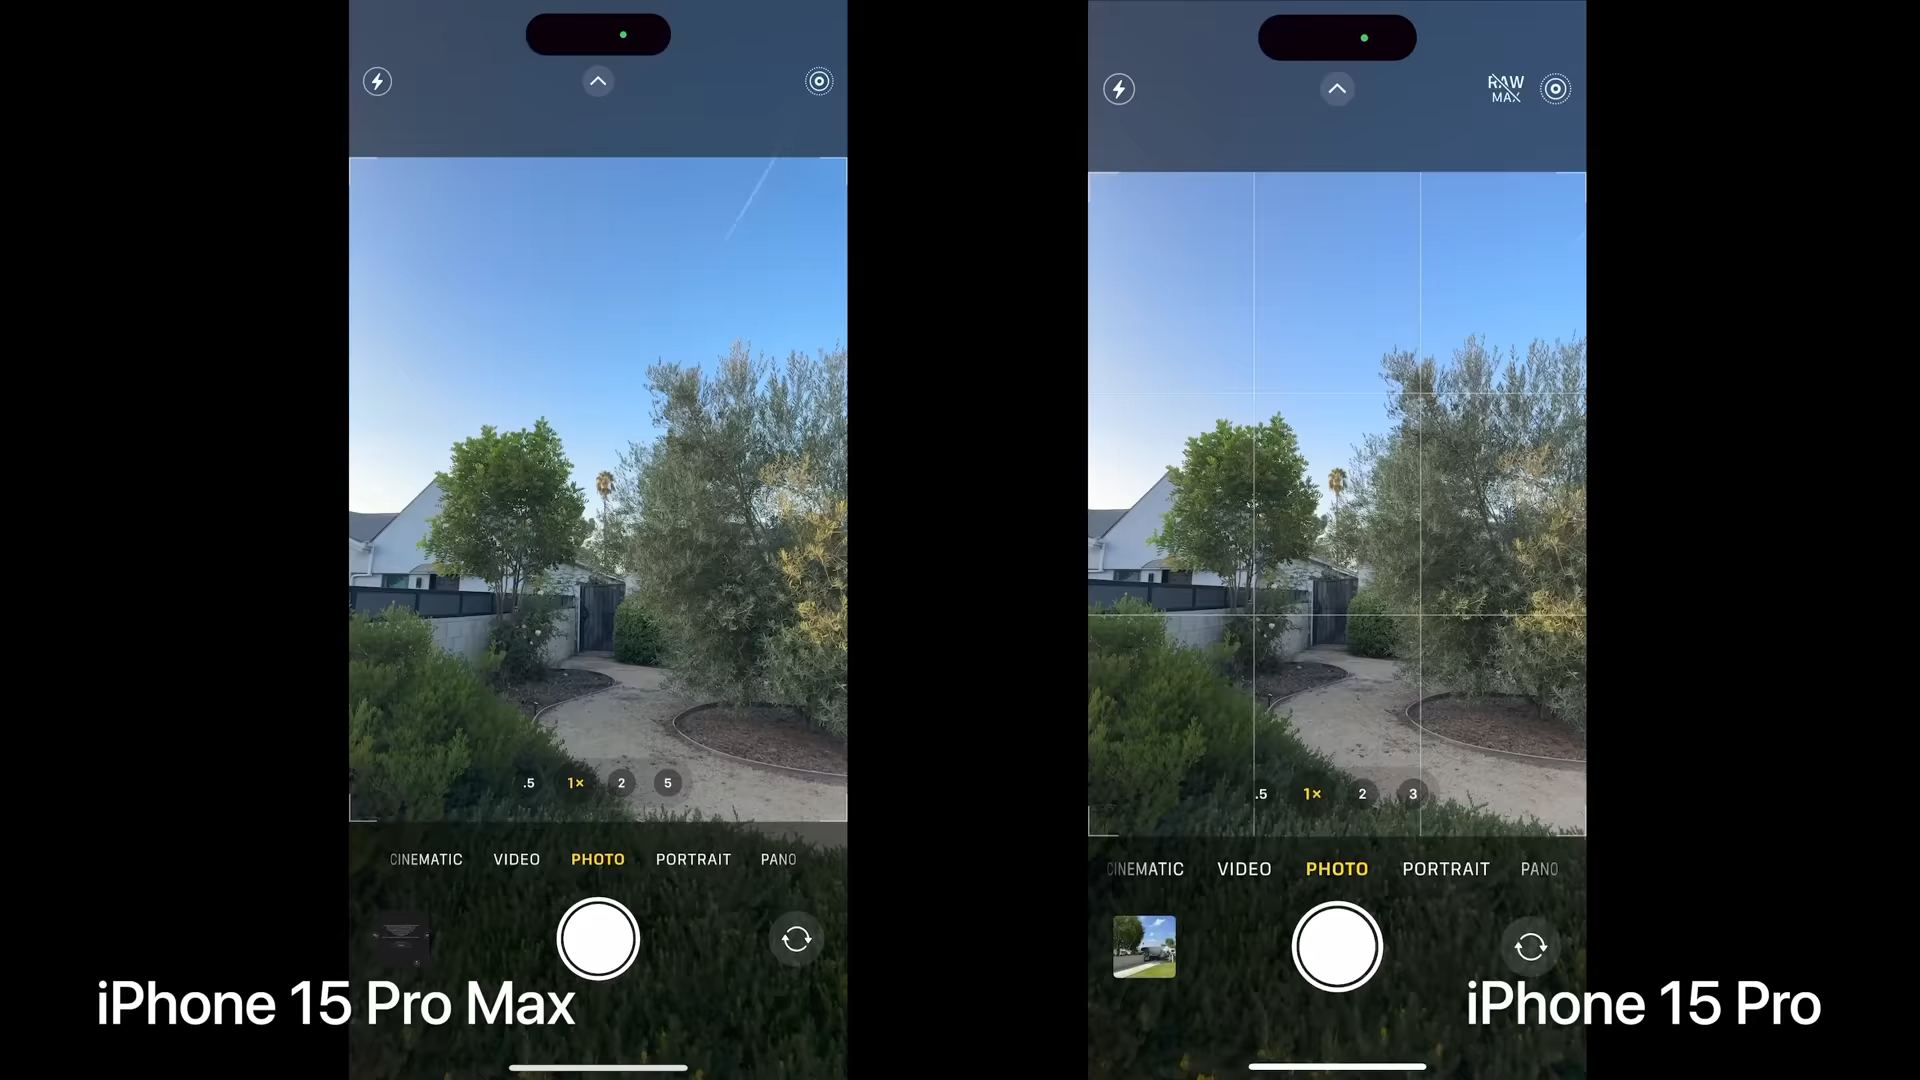 .5 1× 2 5
CINEMATIC VIDEO PHOTO PORTRAIT PANO
iPhone 15 Pro Max
RAW
MAX
.5 1× 2 3
CINEMATIC VIDEO PHOTO PORTRAIT PANO
iPhone 15 Pro